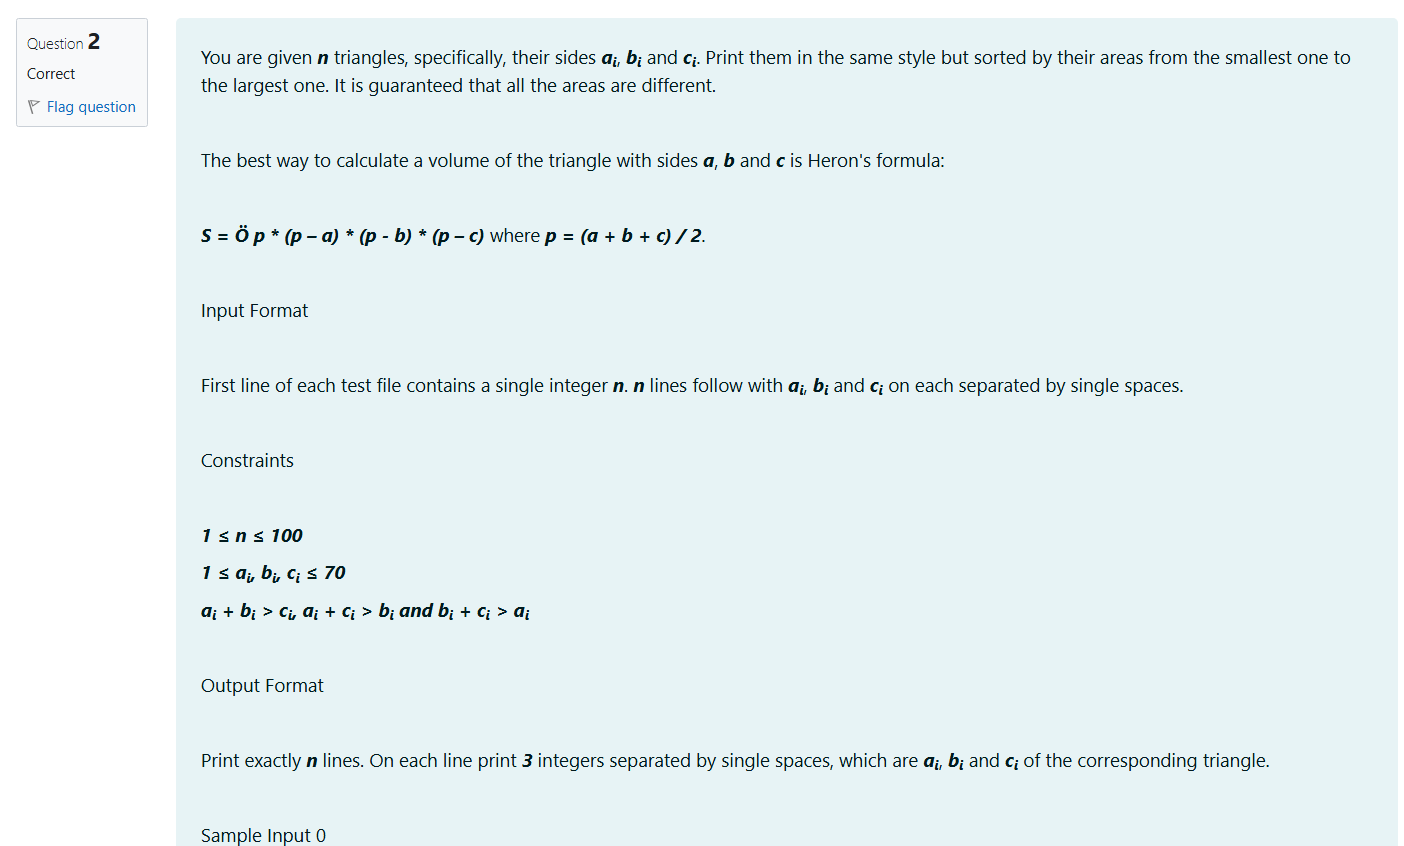 Question 2
Correct
Flag question
You are given n triangles, specifically, their sides ai, bi and ci. Print them in the same style but sorted by their areas from the smallest one to
the largest one. It is guaranteed that all the areas are different.
The best way to calculate a volume of the triangle with sides a, b and c is Heron's formula:
S = Ö p * (p – a) * (p - b) * (p – c) where p = (a + b + c) / 2.
Input Format
First line of each test file contains a single integer n. n lines follow with ai, bi and ci on each separated by single spaces.
Constraints
1 ≤ n ≤ 100
1 ≤ ai, bi, ci ≤ 70
ai + bi > ci, ai + ci > bi and bi + ci > ai
Output Format
Print exactly n lines. On each line print 3 integers separated by single spaces, which are ai, bi and ci of the corresponding triangle.
Sample Input 0